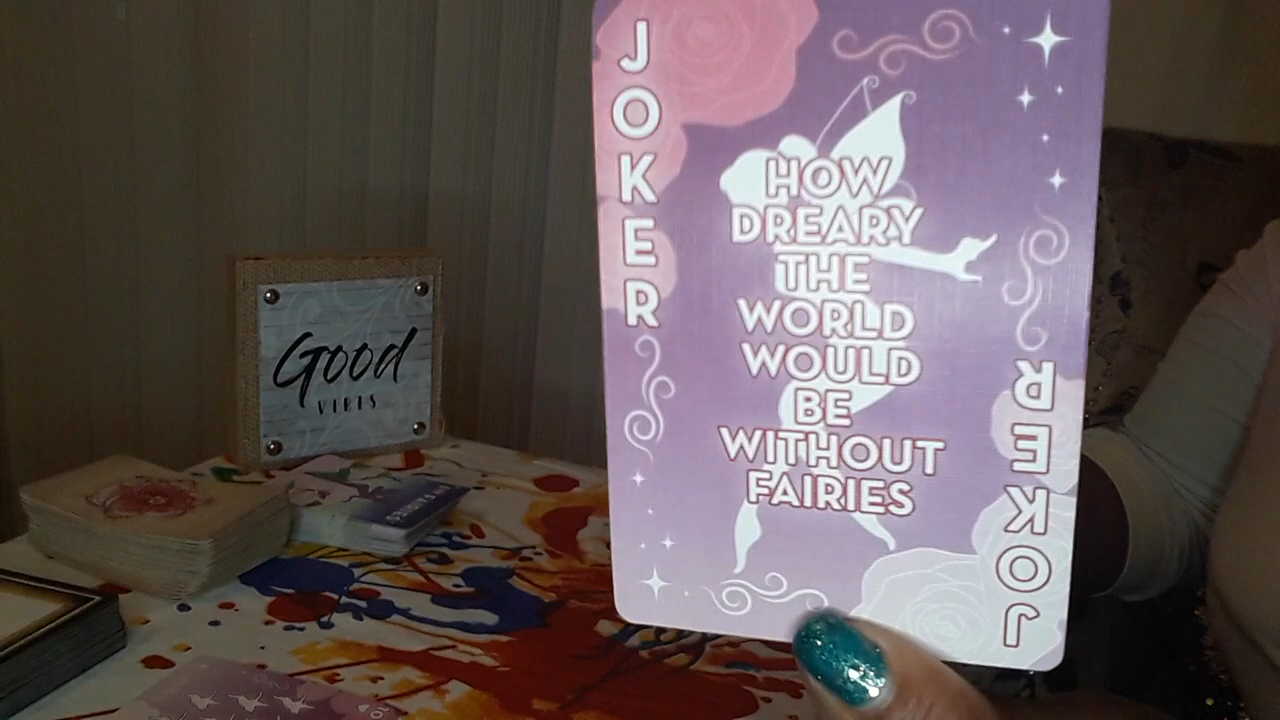 JOKER
HOW
DREARY
THE
WORLD
WOULD
BE
WITHOUT
FAIRIES
JOKER
Good
VIBES